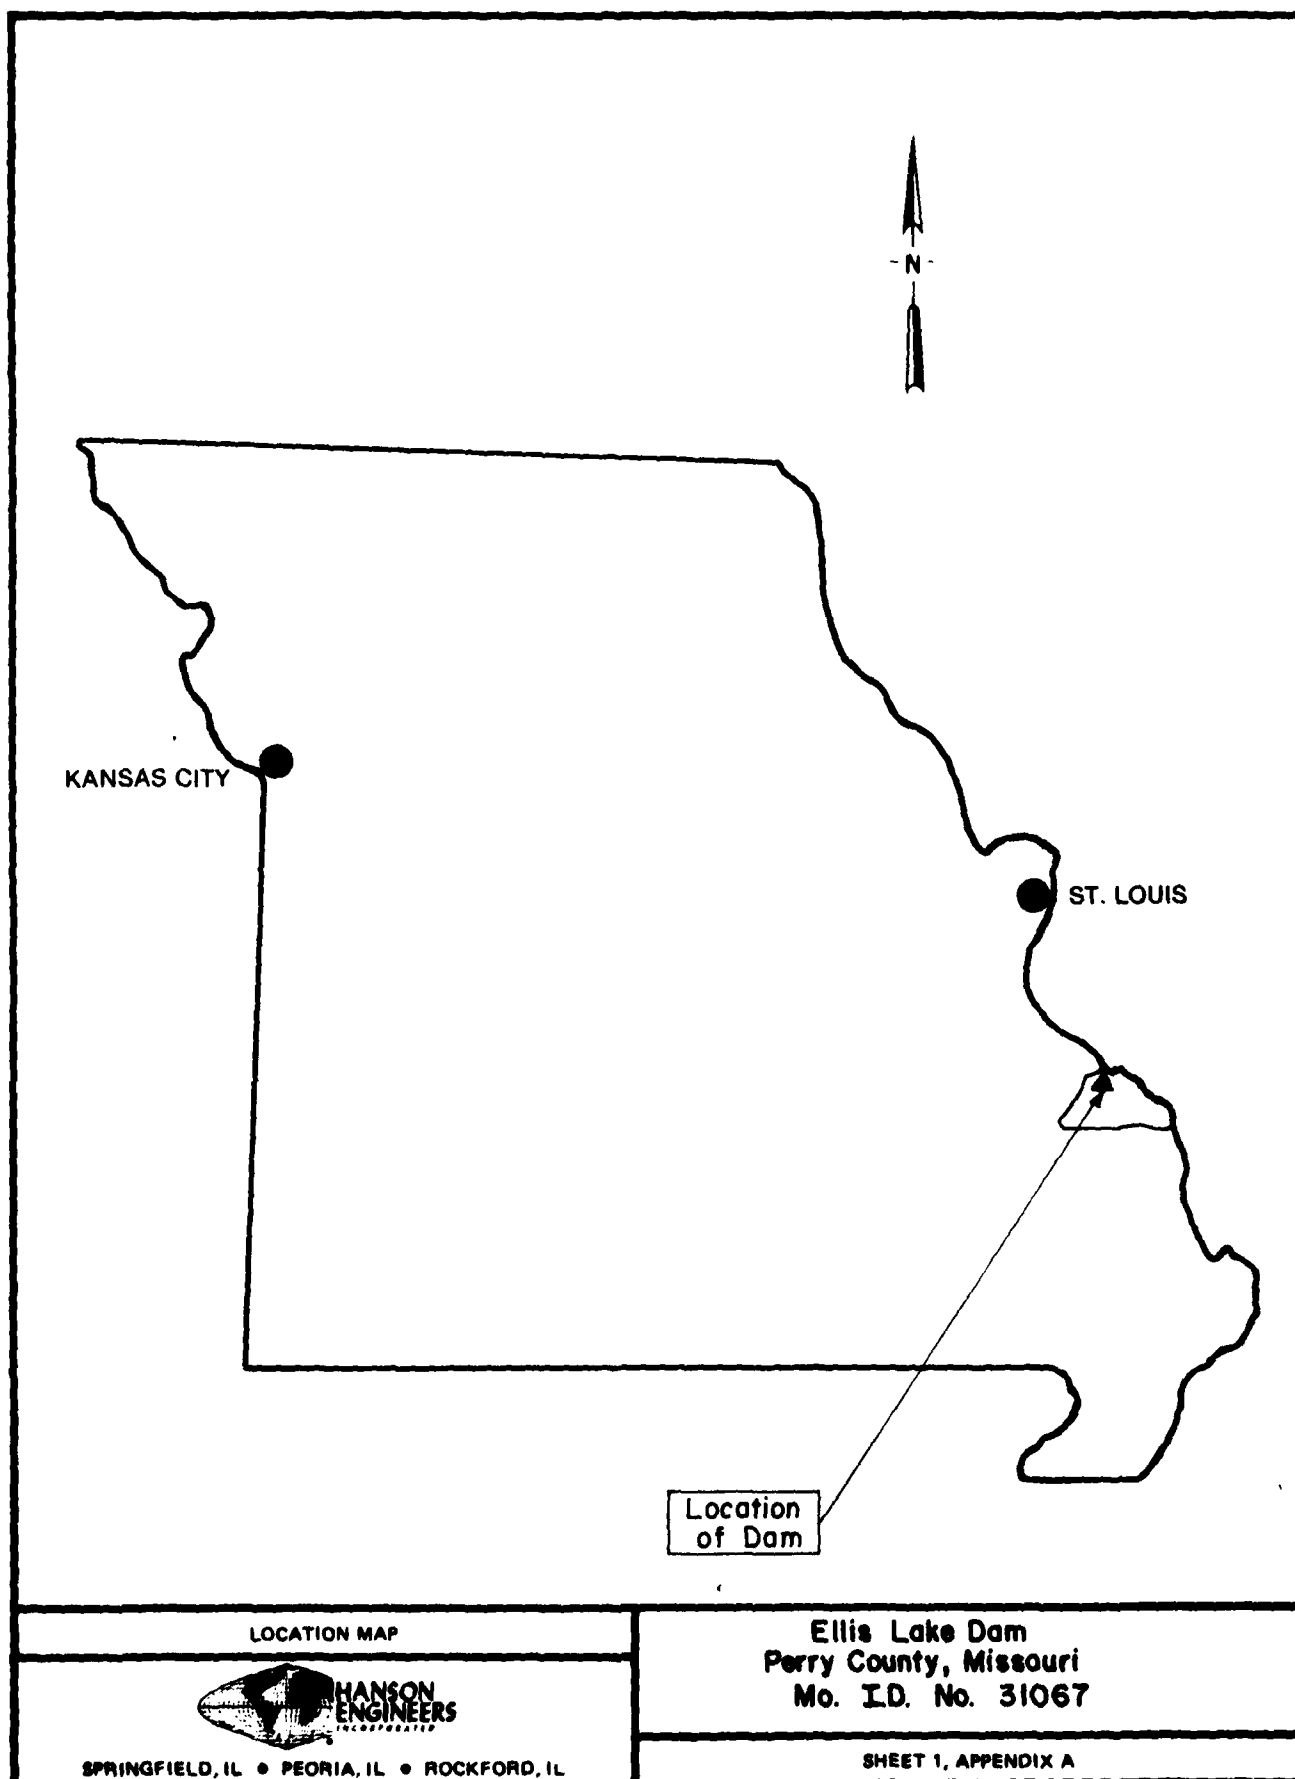 N
KANSAS CITY
ST. LOUIS
Location
of Dam
LOCATION MAP
HANSON
ENGINEERS
INCORPORATED
SPRINGFIELD, IL • PEORIA, IL • ROCKFORD, IL
Ellis Lake Dam
Perry County, Missouri
Mo. I.D. No. 31067
SHEET 1, APPENDIX A